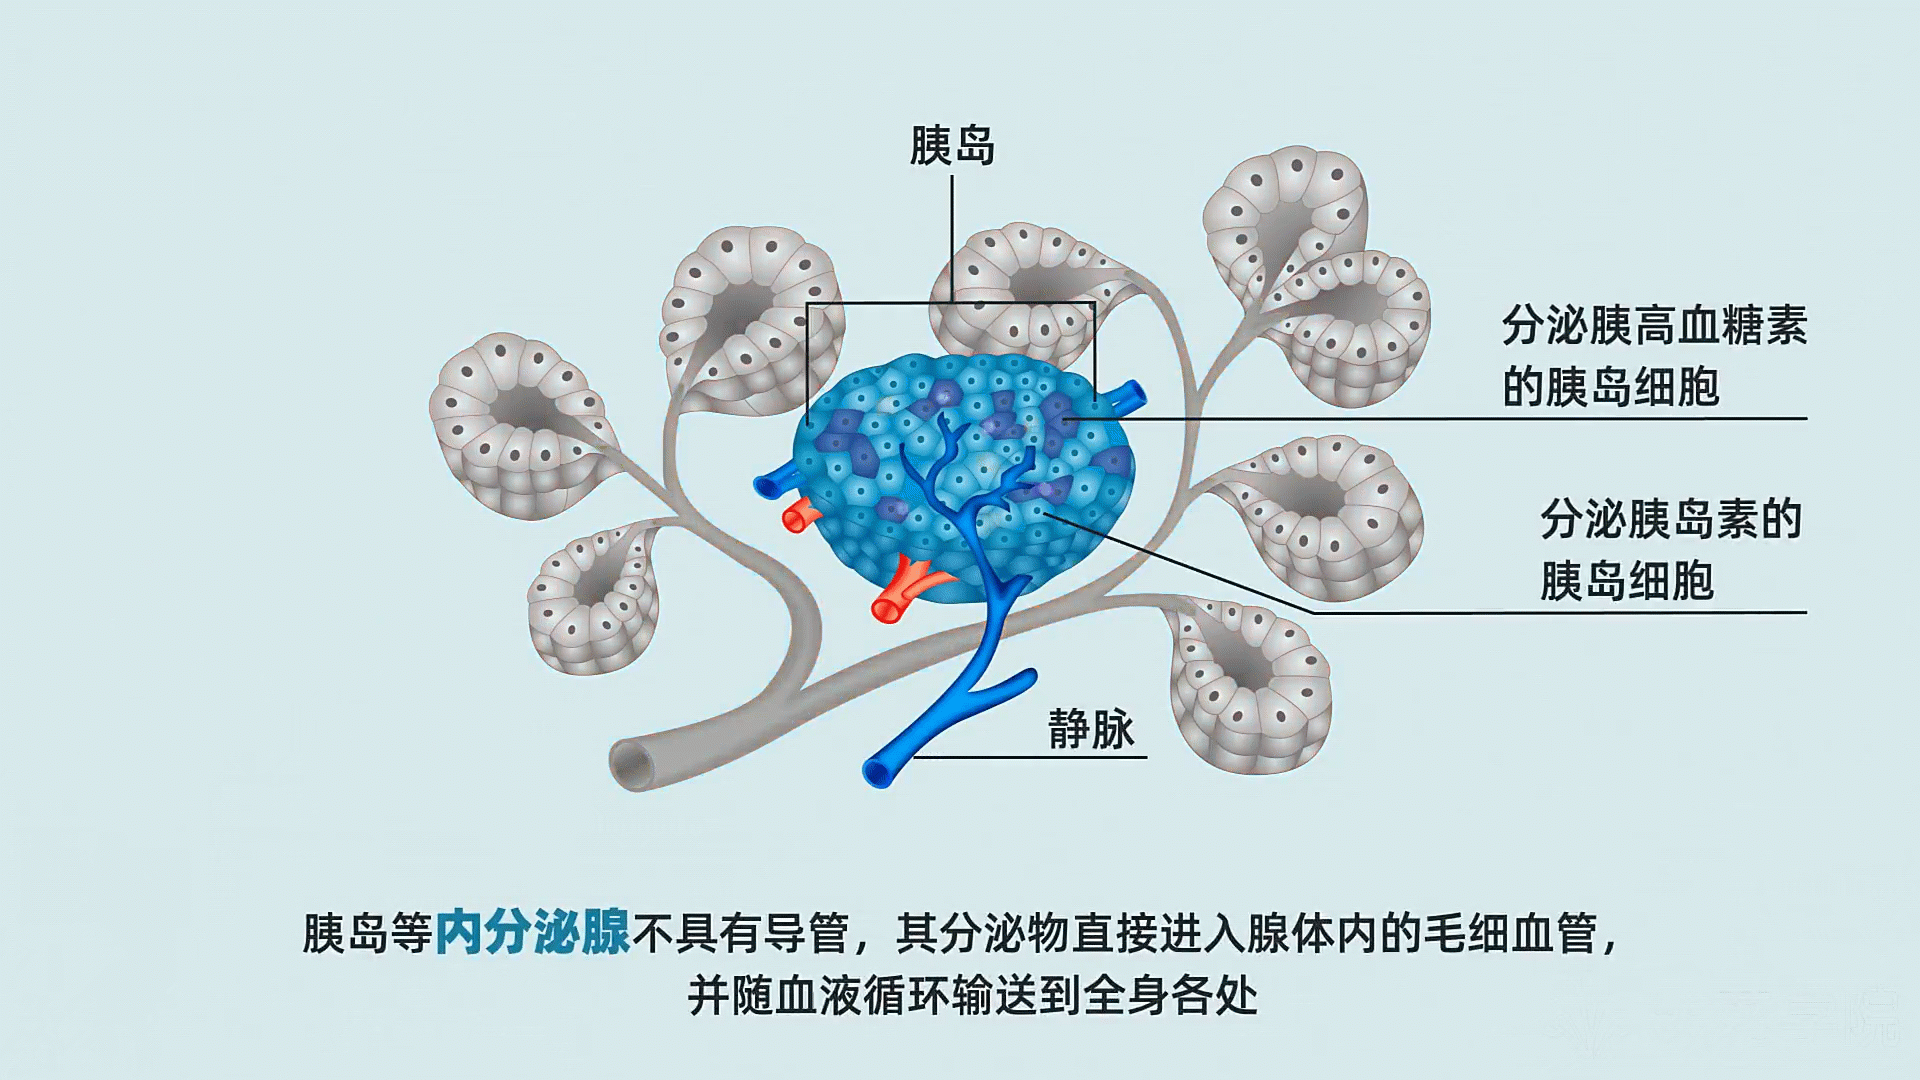 胰岛
分泌胰高血糖素
的胰岛细胞
分泌胰岛素的
胰岛细胞
静脉
胰岛等内分泌腺不具有导管，其分泌物直接进入腺体内的毛细血管，
并随血液循环输送到全身各处